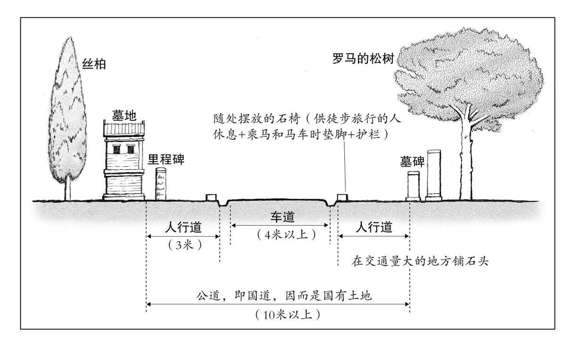 丝柏
罗马的松树
墓地
随处摆放的石椅（供徒步旅行的人
休息+乘马和马车时垫脚+护栏）
里程碑
墓碑
人行道
（3米）
车道
（4米以上）
人行道
在交通量大的地方铺石头
公道，即国道，因而是国有土地
（10米以上）